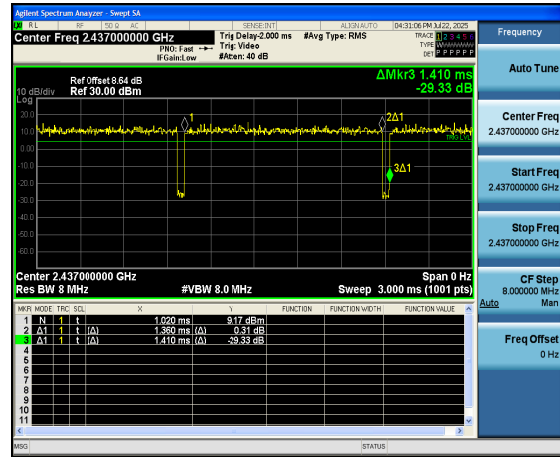 Agilent Spectrum Analyzer - Swept SA
RL RF 50 Ω AC SENSE:INT ALIGNAUTO 04:31:06 PM Jul 22, 2025
Center Freq 2.437000000 GHz
PNO: Fast
IFGain:Low
Trig Delay-2.000 ms
Trig: Video
#Atten: 40 dB
#Avg Type: RMS
TRACE 1 2 3 4 5 6
TYPE WWWWWW
DET P P P P P P
Frequency
Auto Tune
Center Freq
2.437000000 GHz
Start Freq
2.437000000 GHz
Stop Freq
2.437000000 GHz
CF Step
8.000000 MHz
Auto Man
Freq Offset
0 Hz
Ref Offset 8.64 dB
10 dB/div Ref 30.00 dBm
Log
ΔMkr3 1.410 ms
-29.33 dB
20.0
10.0
0.00
-10.0
-20.0
-30.0
-40.0
-50.0
-60.0
1
2Δ1
TRIG LVL
3Δ1
Center 2.437000000 GHz Span 0 Hz
Res BW 8 MHz #VBW 8.0 MHz Sweep 3.000 ms (1001 pts)
MKR MODE TRC SCL X Y FUNCTION FUNCTION WIDTH FUNCTION VALUE
1 N 1 t 1.020 ms 9.17 dBm
2 Δ1 1 t (Δ) 1.360 ms (Δ) 0.31 dB
3 Δ1 1 t (Δ) 1.410 ms (Δ) -29.33 dB
4
5
6
7
8
9
10
11
MSG STATUS